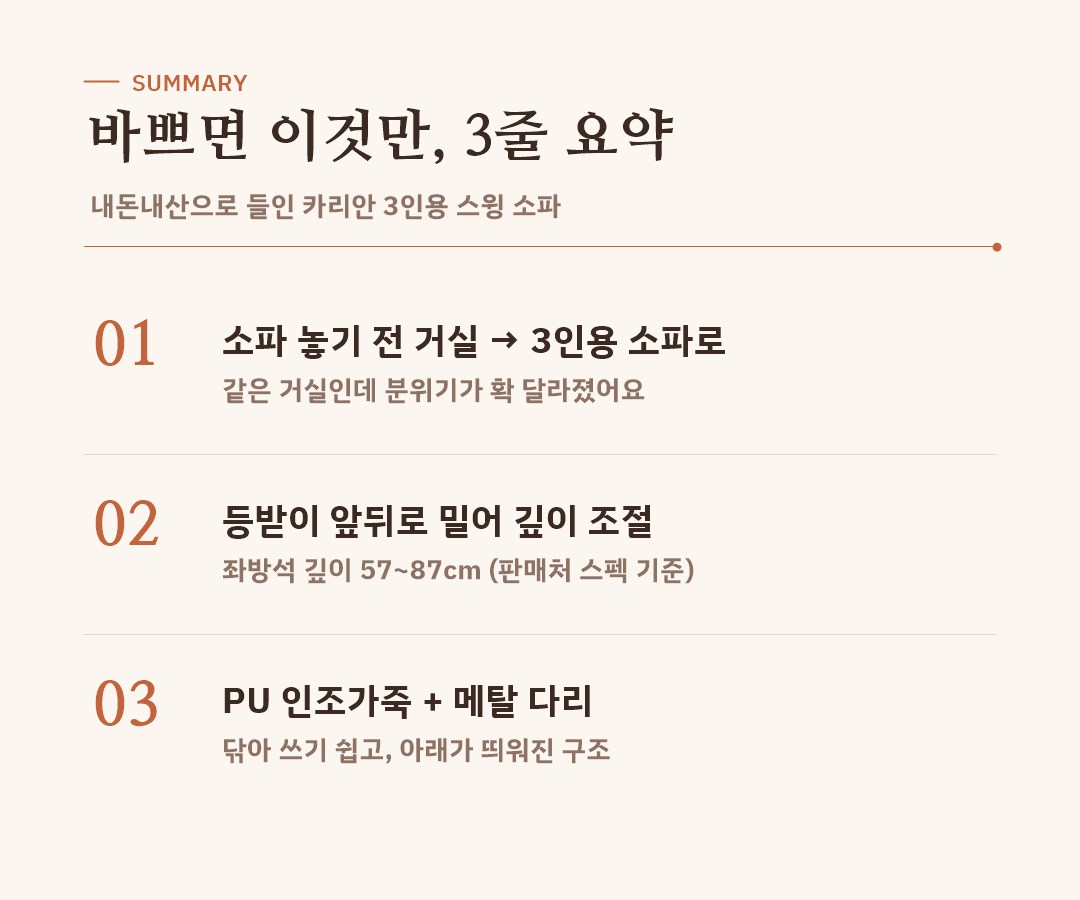 SUMMARY
바쁘면 이것만, 3줄 요약
내돈내산으로 들인 카리안 3인용 스윙 소파
01
소파 놓기 전 거실 → 3인용 소파로
같은 거실인데 분위기가 확 달라졌어요
02
등받이 앞뒤로 밀어 깊이 조절
좌방석 깊이 57~87cm (판매처 스펙 기준)
03
PU 인조가죽 + 메탈 다리
닦아 쓰기 쉽고, 아래가 띄워진 구조